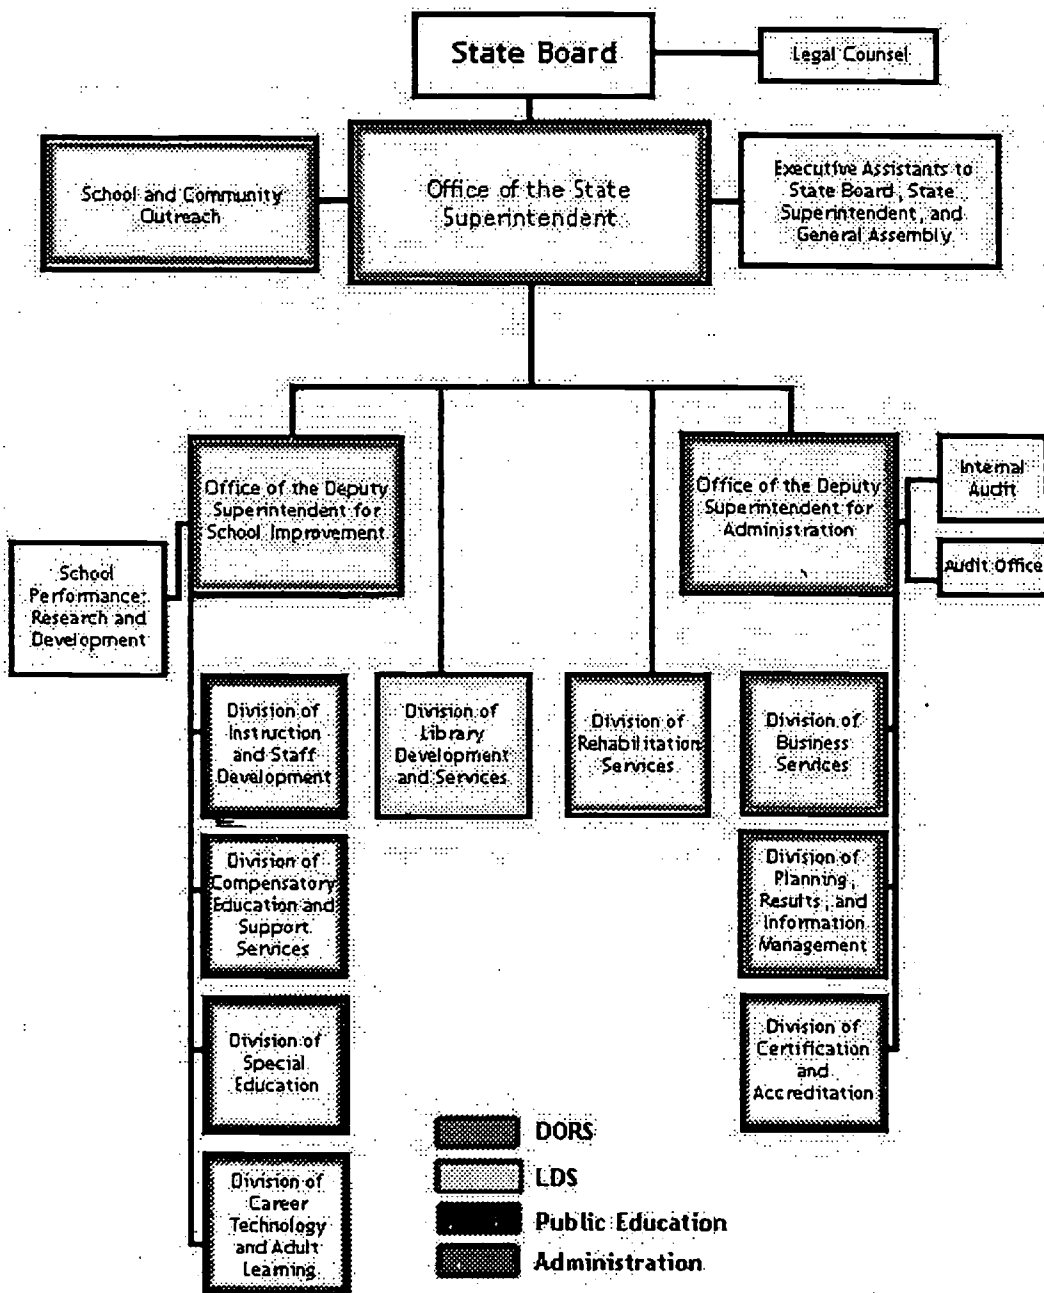 State Board
Legal Counsel
School and Community
Outreach
Office of the State
Superintendent
Executive Assistants to
State Board, State
Superintendent, and
General Assembly
Office of the Deputy
Superintendent for
School Improvement
Office of the Deputy
Superintendent for
Administration
Internal
Audit
Audit Office
School
Performance:
Research and
Development
Division of
Instruction
and Staff
Development
Division of
Library
Development
and Services
Division of
Rehabilitation
Services
Division of
Business
Services
Division of
Compensatory
Education and
Support
Services
Division of
Planning,
Results, and
Information
Management
Division of
Special
Education
Division of
Certification
and
Accreditation
Division of
Career
Technology
and Adult
Learning
DORS
LDS
Public Education
Administration